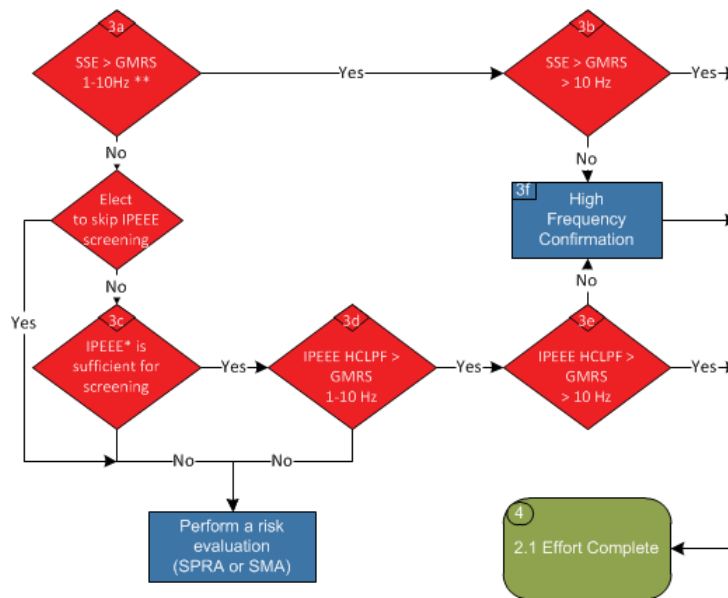 3a
SSE > GMRS
1-10Hz **
Yes
3b
SSE > GMRS
> 10 Hz
Yes
No
No
Elect
to skip IPEEE
screening
3f
High
Frequency
Confirmation
No
No
Yes
3c
IPEEE* is
sufficient for
screening
Yes
3d
IPEEE HCLPF >
GMRS
1-10 Hz
Yes
3e
IPEEE HCLPF >
GMRS
> 10 Hz
Yes
No
No
Perform a risk
evaluation
(SPRA or SMA)
4
2.1 Effort Complete